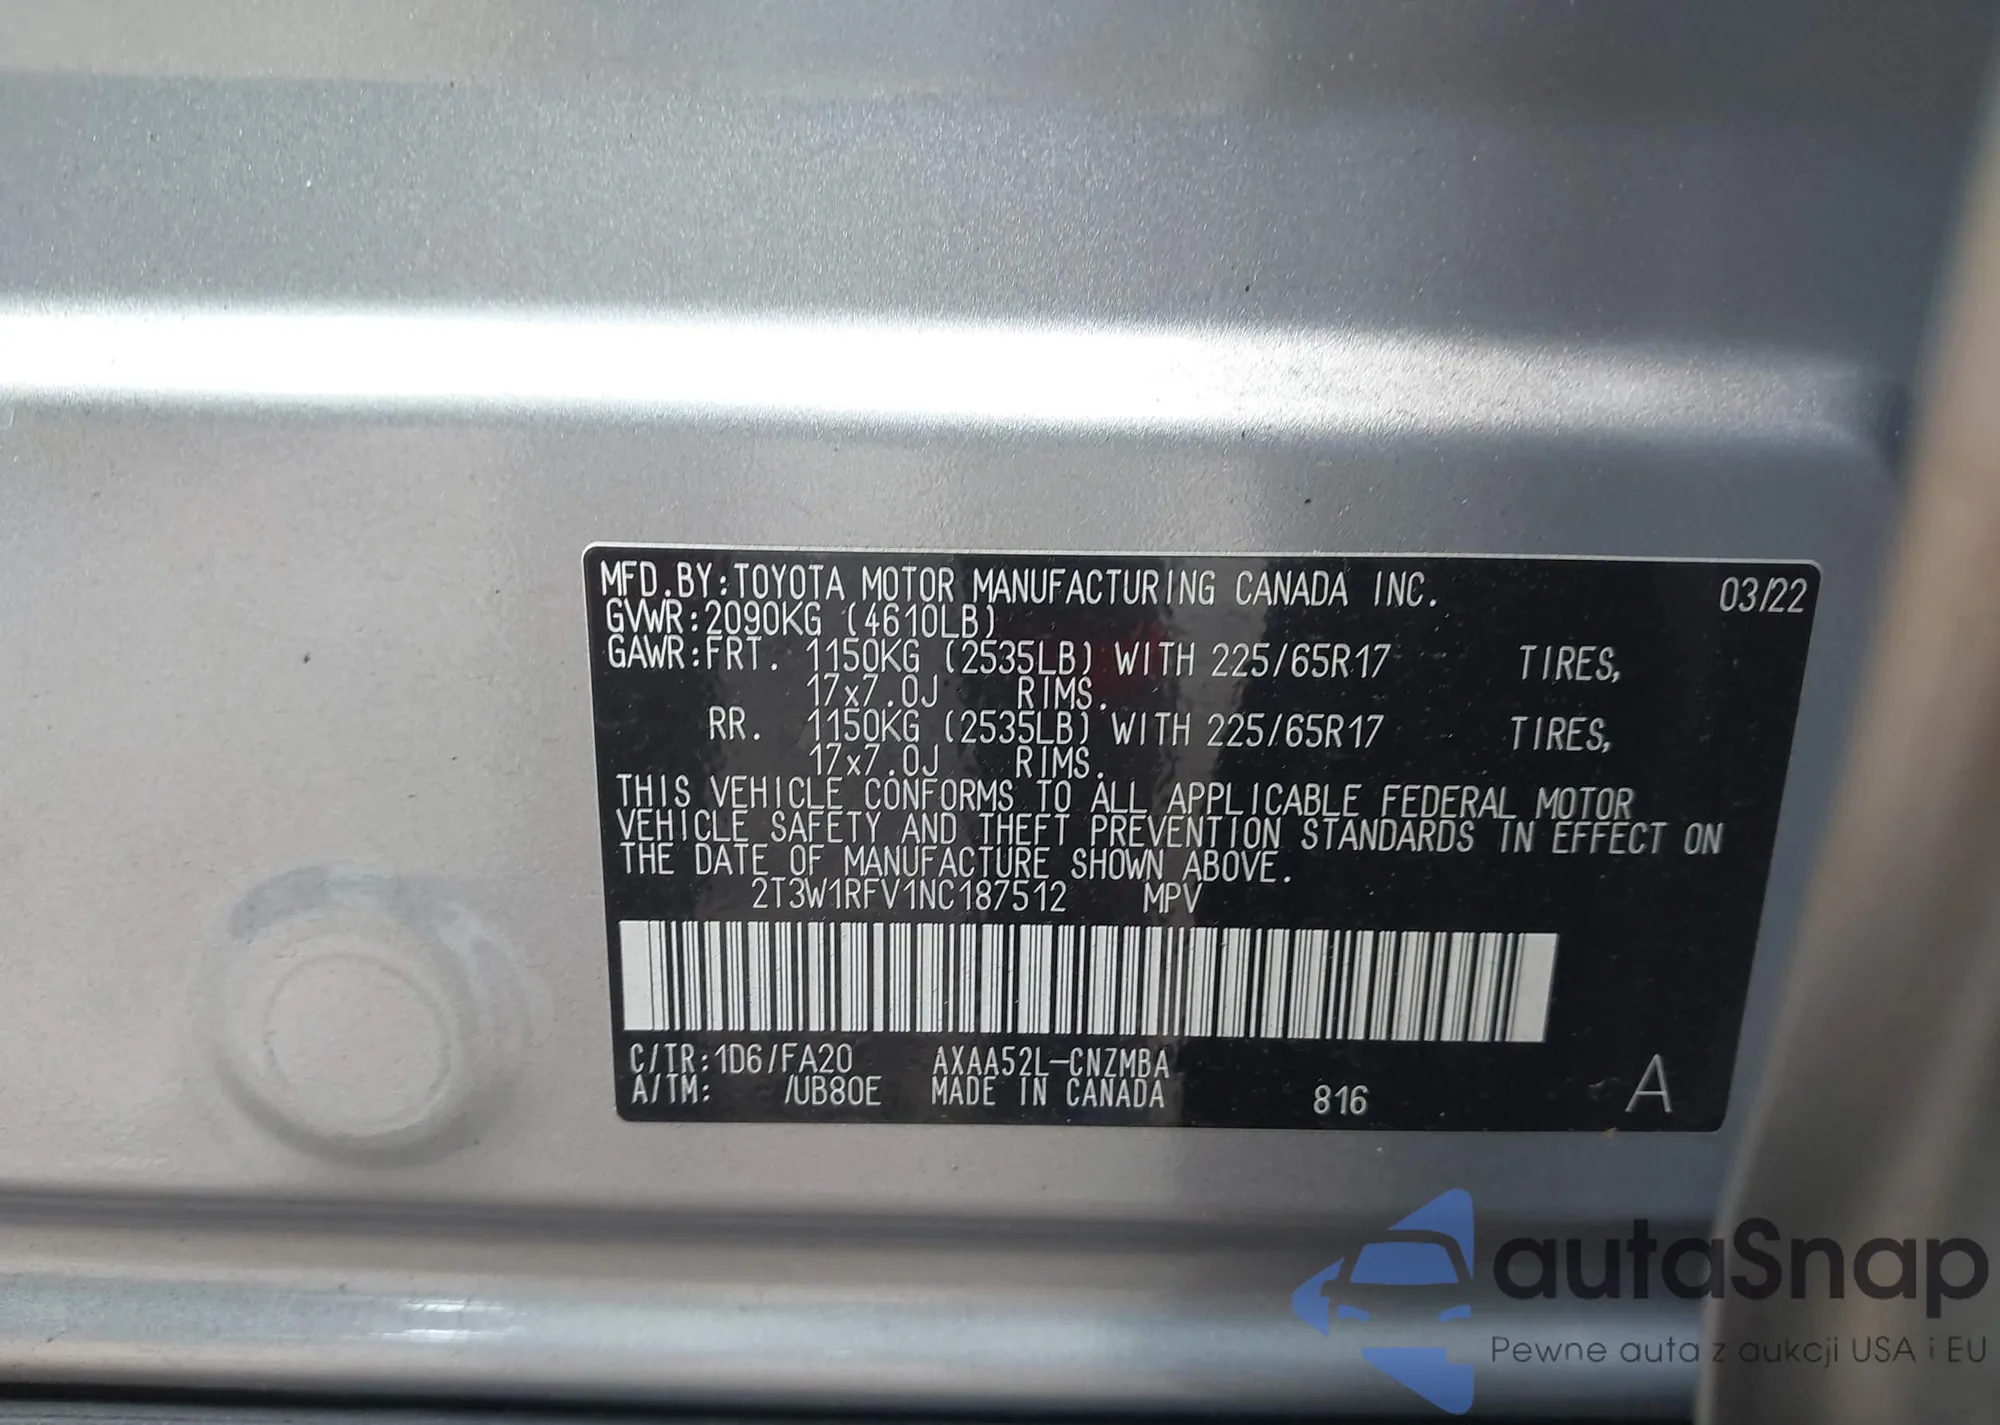 MFD.BY:TOYOTA MOTOR MANUFACTURING CANADA INC. 03/22
GVWR:2090KG (4610LB)
GAWR:FRT. 1150KG (2535LB) WITH 225/65R17 TIRES,
17x7.0J RIMS.
RR. 1150KG (2535LB) WITH 225/65R17 TIRES,
17x7.0J RIMS.
THIS VEHICLE CONFORMS TO ALL APPLICABLE FEDERAL MOTOR
VEHICLE SAFETY AND THEFT PREVENTION STANDARDS IN EFFECT ON
THE DATE OF MANUFACTURE SHOWN ABOVE.
2T3W1RFV1NC187512 MPV
C/TR:1D6/FA20 AXAA52L-CNZMBA
A/TM: /UB80E MADE IN CANADA 816 A
autaSnap
Pewne auta z aukcji USA i EU